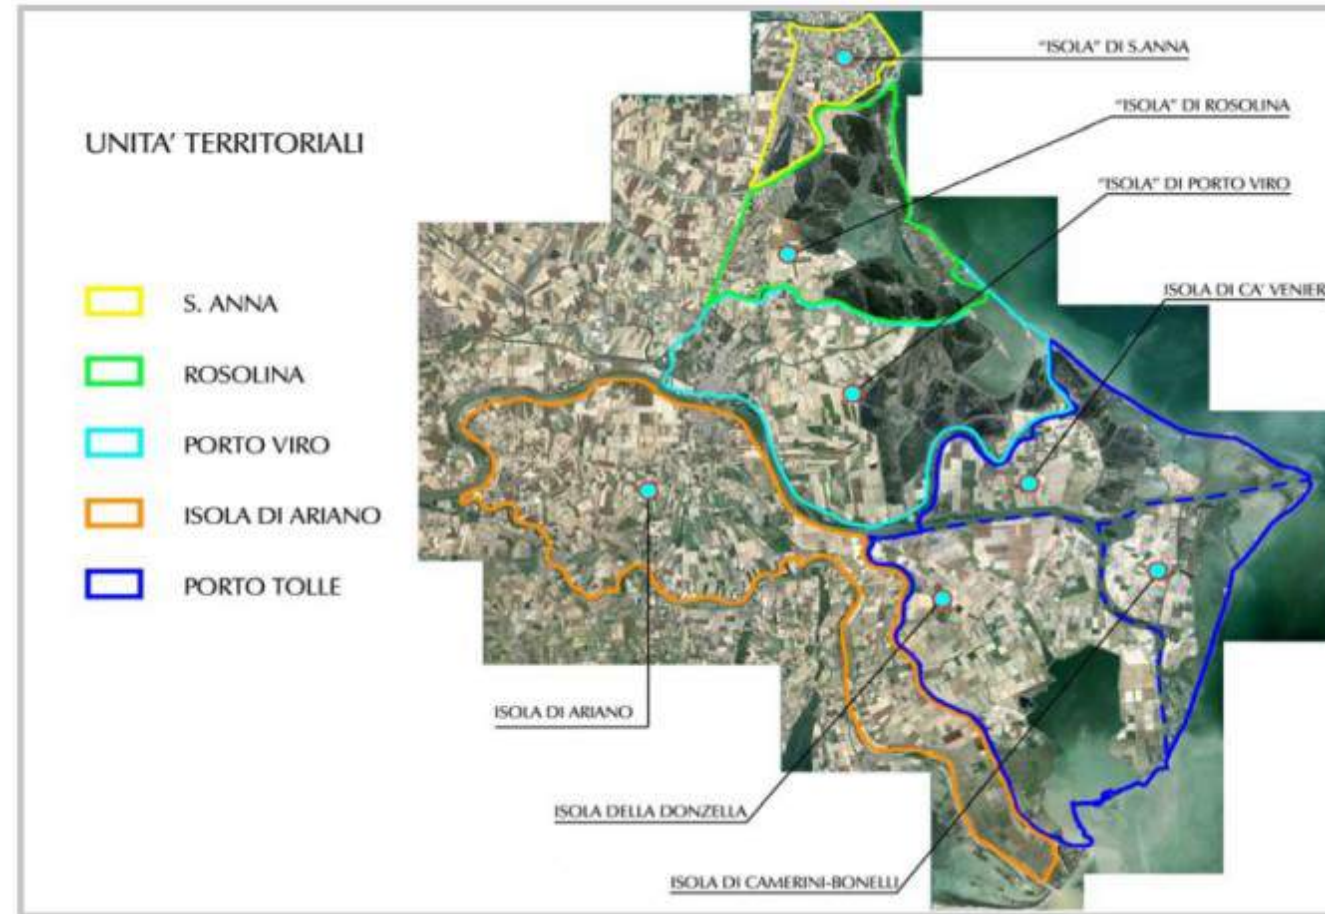 UNITA' TERRITORIALI
S. ANNA
ROSOLINA
PORTO VIRO
ISOLA DI ARIANO
PORTO TOLLE
"ISOLA" DI S.ANNA
"ISOLA" DI ROSOLINA
"ISOLA" DI PORTO VIRO
ISOLA DI CA' VENIER
ISOLA DI ARIANO
ISOLA DELLA DONZELLA
ISOLA DI CAMERINI-BONELLI